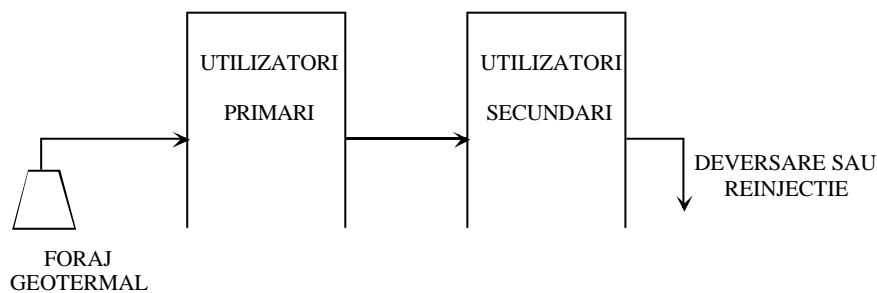 UTILIZATORI
PRIMARI
UTILIZATORI
SECUNDARI
DEVERSARE SAU
REINJECTIE
FORAJ
GEOTERMAL